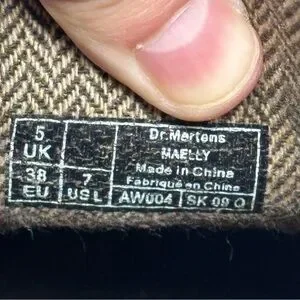 5
UK
38
EU
7
US L
Dr.Martens
MAELLY
Made in China
Fabriqué en Chine
AW004
SK 09 O